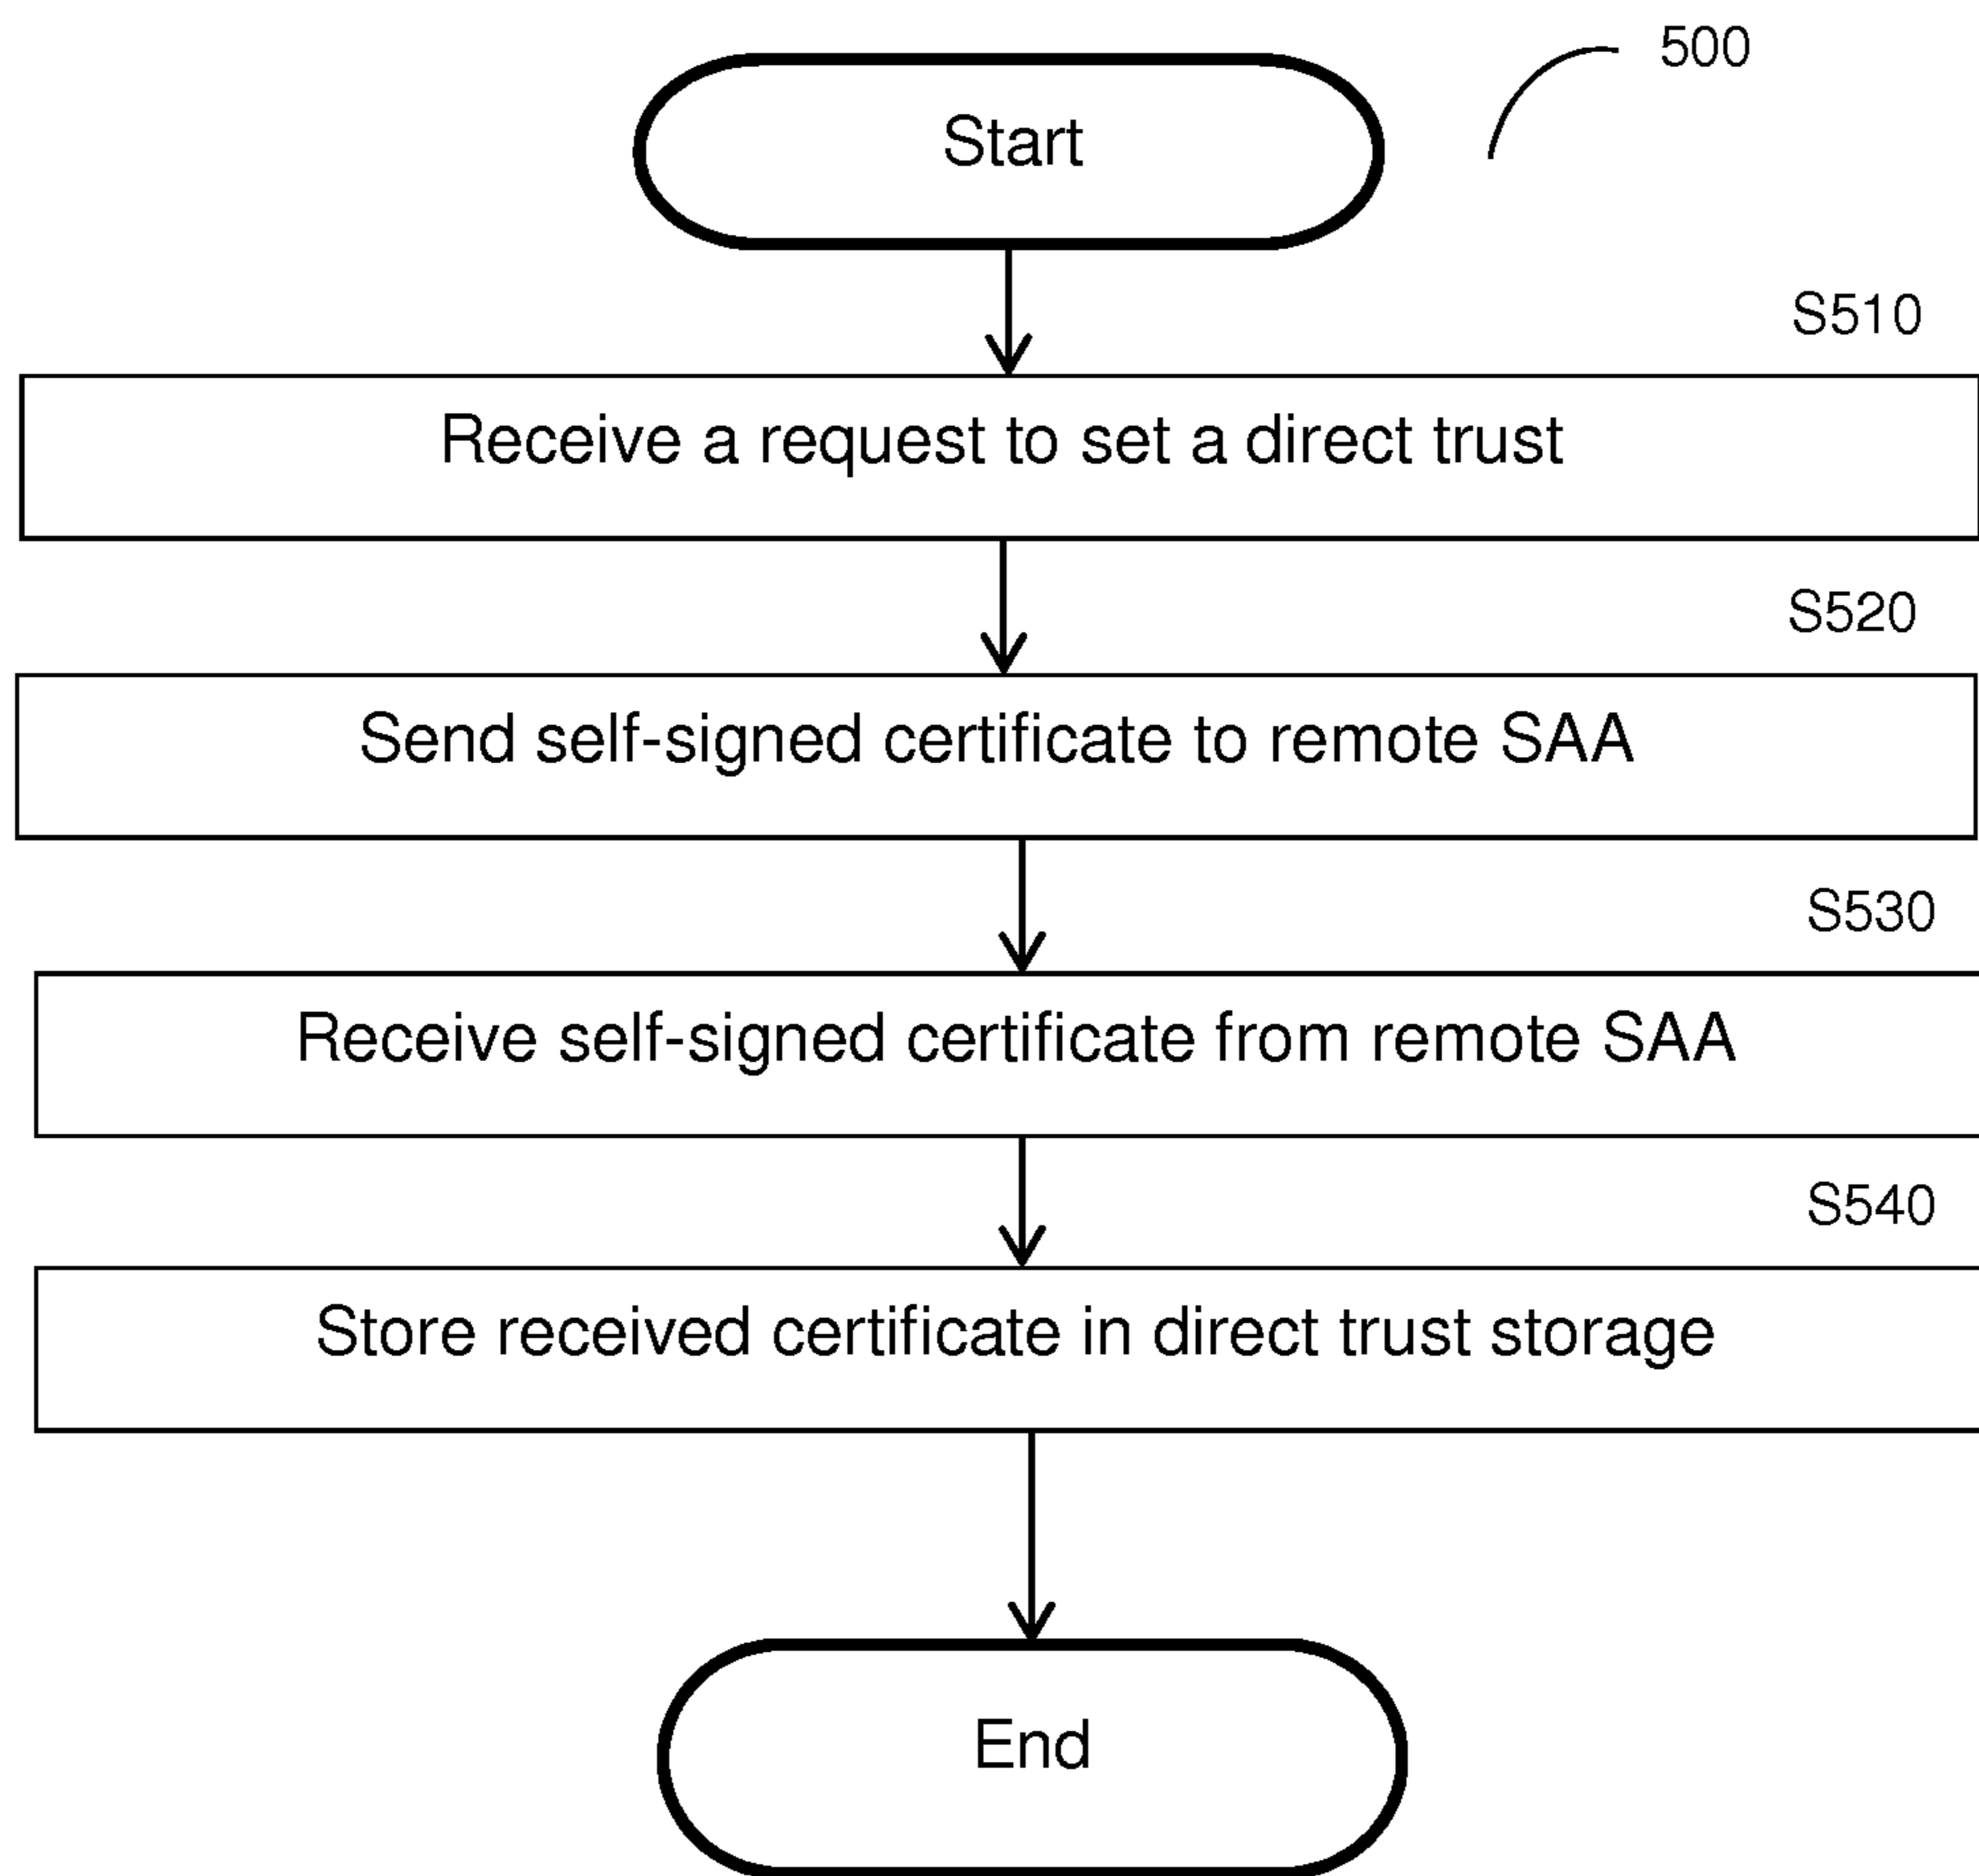 500
Start
S510
Receive a request to set a direct trust
S520
Send self-signed certificate to remote SAA
S530
Receive self-signed certificate from remote SAA
S540
Store received certificate in direct trust storage
End